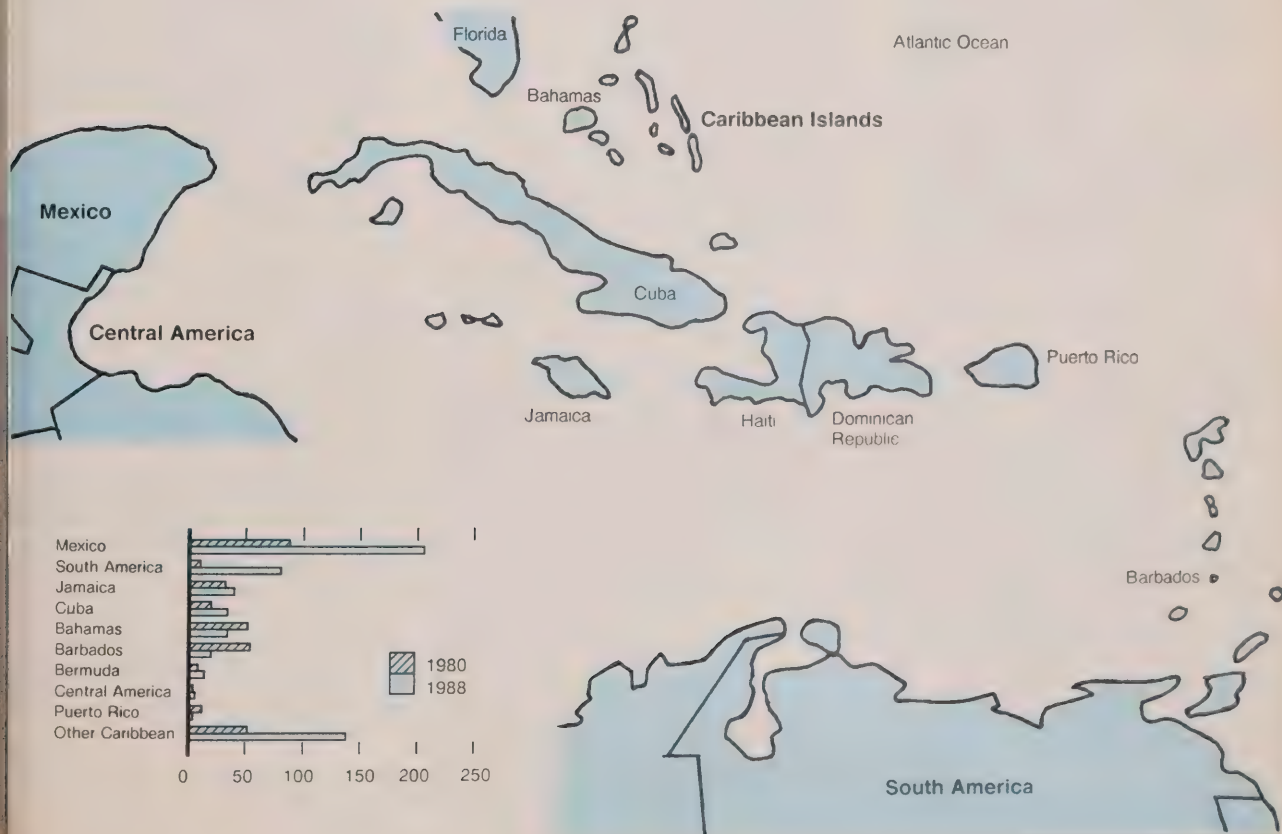 Florida
Atlantic Ocean
Bahamas
Caribbean Islands
Mexico
Cuba
Central America
Puerto Rico
Jamaica
Haiti
Dominican
Republic
Mexico
South America
Jamaica
Cuba
Bahamas
Barbados
Bermuda
Central America
Puerto Rico
Other Caribbean
1980
1988
0 50 100 150 200 250
Barbados
South America